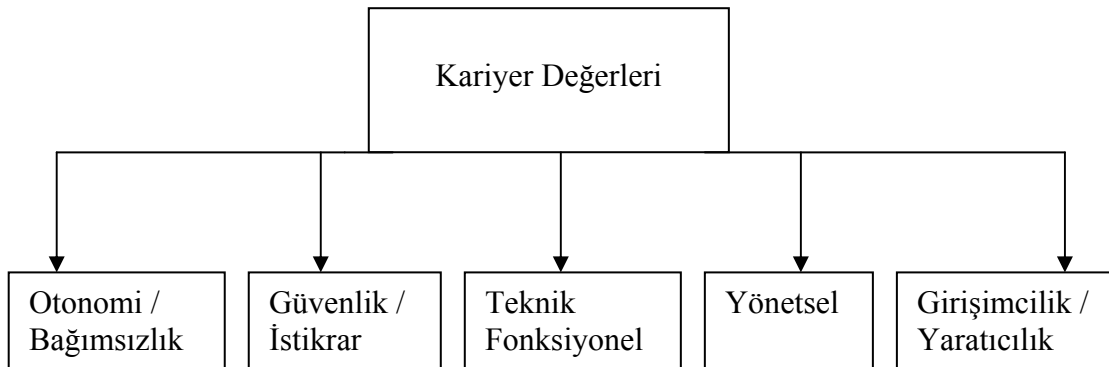 Kariyer Değerleri
Otonomi /
Bağımsızlık
Güvenlik /
İstikrar
Teknik
Fonksiyonel
Yönetsel
Girişimcilik /
Yaratıcılık